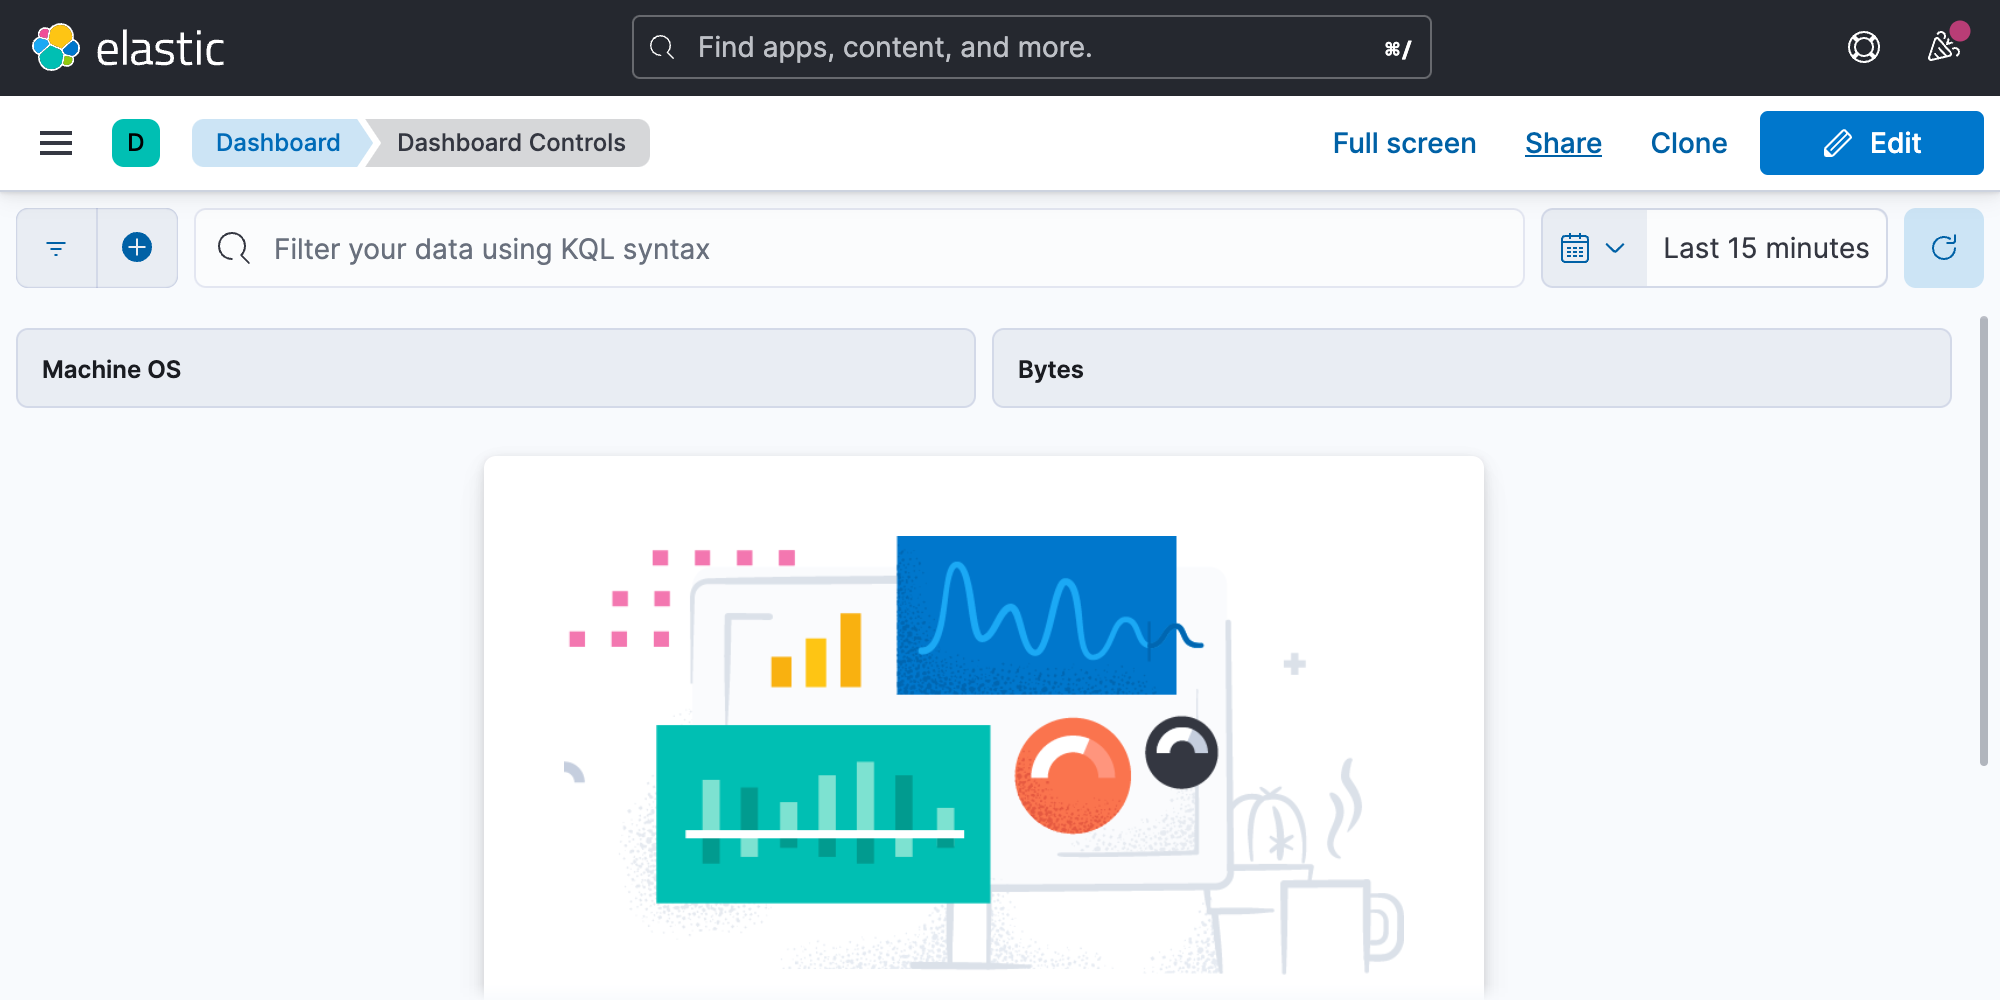 elastic
Find apps, content, and more.
⌘/
D
Dashboard
Dashboard Controls
Full screen
Share
Clone
Edit
Filter your data using KQL syntax
Last 15 minutes
Machine OS
Bytes